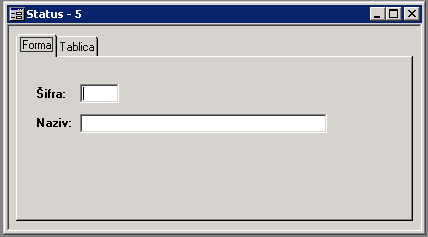 Status - 5
Forma Tablica
Šifra:
Naziv: